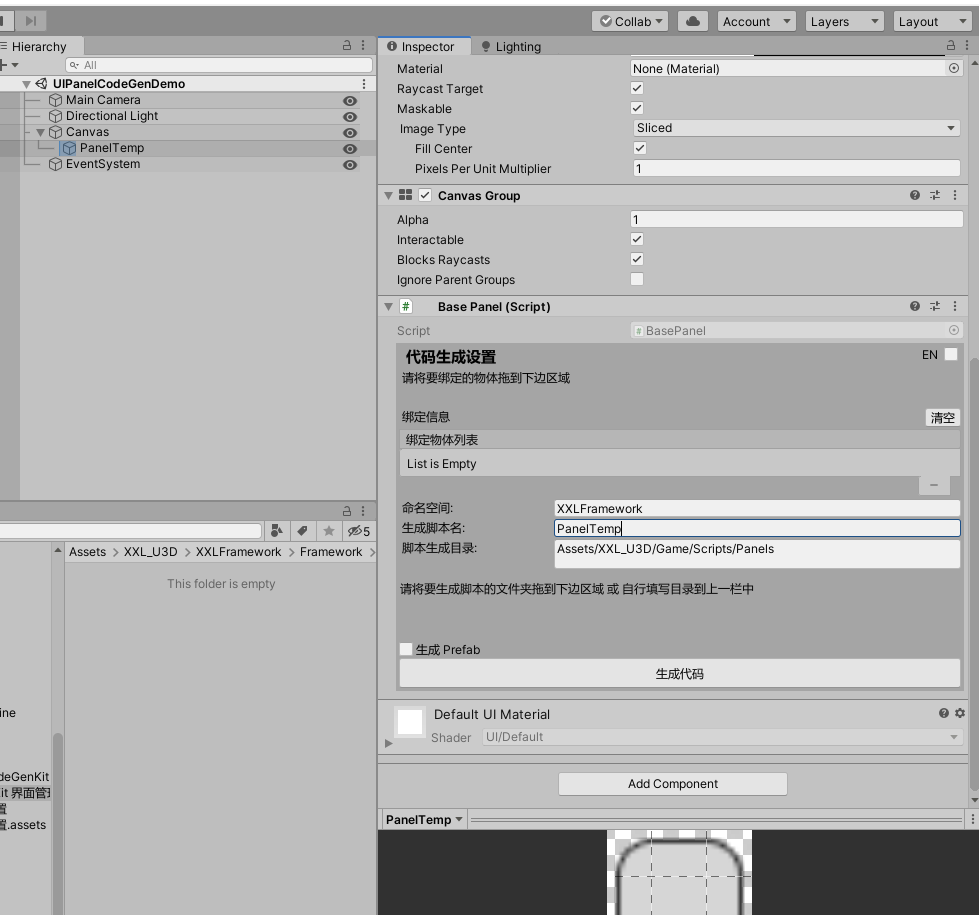 Collab
Account
Layers
Layout
Hierarchy
All
UIPanelCodeGenDemo
Main Camera
Directional Light
Canvas
PanelTemp
EventSystem
5
Assets > XXL_U3D > XXLFramework > Framework >
This folder is empty
ine
deGenKit
it 界面管
置
置.assets
Inspector
Lighting
Material None (Material)
Raycast Target
Maskable
Image Type Sliced
Fill Center
Pixels Per Unit Multiplier 1
Canvas Group
Alpha 1
Interactable
Blocks Raycasts
Ignore Parent Groups
# Base Panel (Script)
Script # BasePanel
代码生成设置 EN
请将要绑定的物体拖到下边区域
绑定信息 清空
绑定物体列表
List is Empty
命名空间: XXLFramework
生成脚本名: PanelTemp
脚本生成目录: Assets/XXL_U3D/Game/Scripts/Panels
请将要生成脚本的文件夹拖到下边区域 或 自行填写目录到上一栏中
生成 Prefab
生成代码
Default UI Material
Shader UI/Default
Add Component
PanelTemp